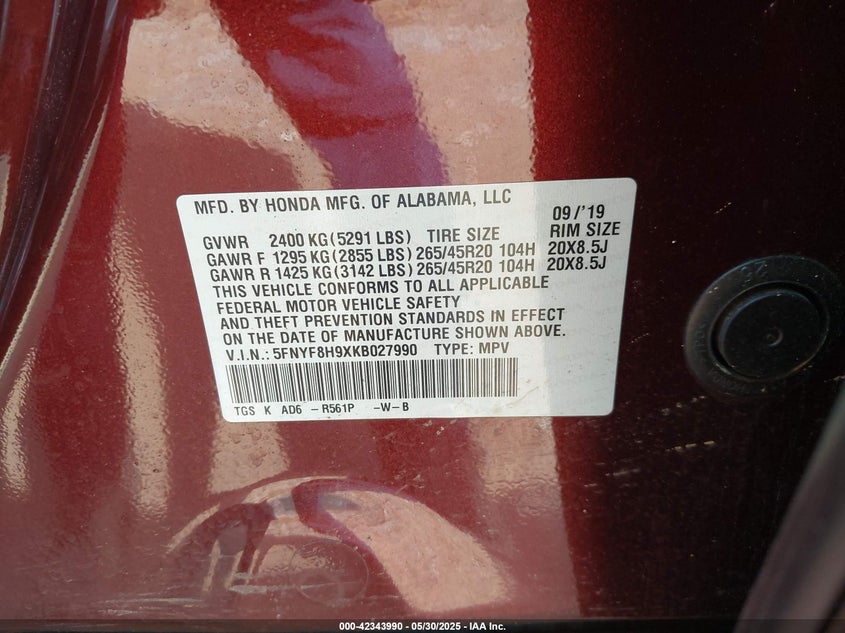 MFD. BY HONDA MFG. OF ALABAMA, LLC
09/'19
GVWR 2400 KG(5291 LBS) TIRE SIZE RIM SIZE
GAWR F 1295 KG(2855 LBS) 265/45R20 104H 20X8.5J
GAWR R 1425 KG(3142 LBS) 265/45R20 104H 20X8.5J
THIS VEHICLE CONFORMS TO ALL APPLICABLE
FEDERAL MOTOR VEHICLE SAFETY
AND THEFT PREVENTION STANDARDS IN EFFECT
ON THE DATE OF MANUFACTURE SHOWN ABOVE.
V.I.N.: 5FNYF8H9XKB027990 TYPE: MPV
TGS K AD6 -R561P -W-B
000-42343990 - 05/30/2025 - IAA Inc.